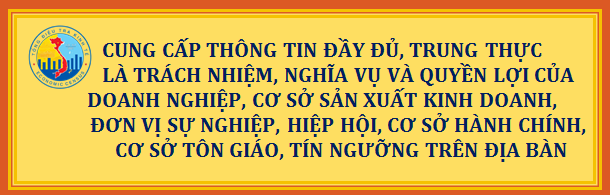 TỔNG ĐIỀU TRA KINH TẾ
ECONOMIC CENSUS
CUNG CẤP THÔNG TIN ĐẦY ĐỦ, TRUNG THỰC
LÀ TRÁCH NHIỆM, NGHĨA VỤ VÀ QUYỀN LỢI CỦA
DOANH NGHIỆP, CƠ SỞ SẢN XUẤT KINH DOANH,
ĐƠN VỊ SỰ NGHIỆP, HIỆP HỘI, CƠ SỞ HÀNH CHÍNH,
CƠ SỞ TÔN GIÁO, TÍN NGƯỠNG TRÊN ĐỊA BÀN